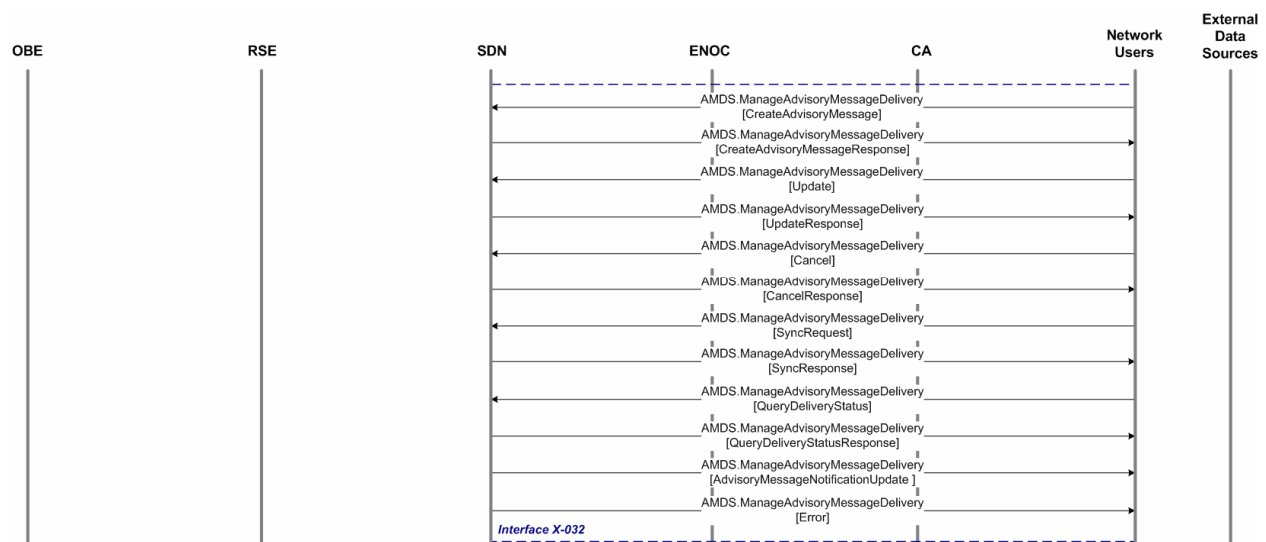 External
Data
Sources
Network
Users
OBE
RSE
SDN
ENOC
CA
AMDS.ManageAdvisoryMessageDelivery
[CreateAdvisoryMessage]
AMDS.ManageAdvisoryMessageDelivery
[CreateAdvisoryMessageResponse]
AMDS.ManageAdvisoryMessageDelivery
[Update]
AMDS.ManageAdvisoryMessageDelivery
[UpdateResponse]
AMDS.ManageAdvisoryMessageDelivery
[Cancel]
AMDS.ManageAdvisoryMessageDelivery
[CancelResponse]
AMDS.ManageAdvisoryMessageDelivery
[SyncRequest]
AMDS.ManageAdvisoryMessageDelivery
[SyncResponse]
AMDS.ManageAdvisoryMessageDelivery
[QueryDeliveryStatus]
AMDS.ManageAdvisoryMessageDelivery
[QueryDeliveryStatusResponse]
AMDS.ManageAdvisoryMessageDelivery
[AdvisoryMessageNotificationUpdate ]
AMDS.ManageAdvisoryMessageDelivery
[Error]
Interface X-032